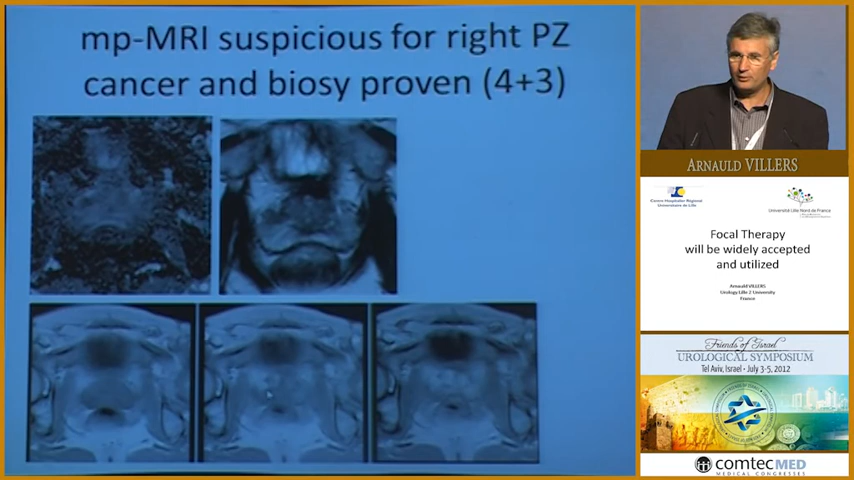 mp-MRI suspicious for right PZ
cancer and biosy proven (4+3)
ARNAULD VILLERS
Centre Hospitalier Régional
Universitaire de Lille
Université Lille Nord de France
Focal Therapy
will be widely accepted
and utilized
Arnauld VILLERS
Urology Lille 2 University
France
Friends of Israel
UROLOGICAL SYMPOSIUM
Tel Aviv, Israel • July 3-5, 2012
comtecMED
MEDICAL CONGRESSES